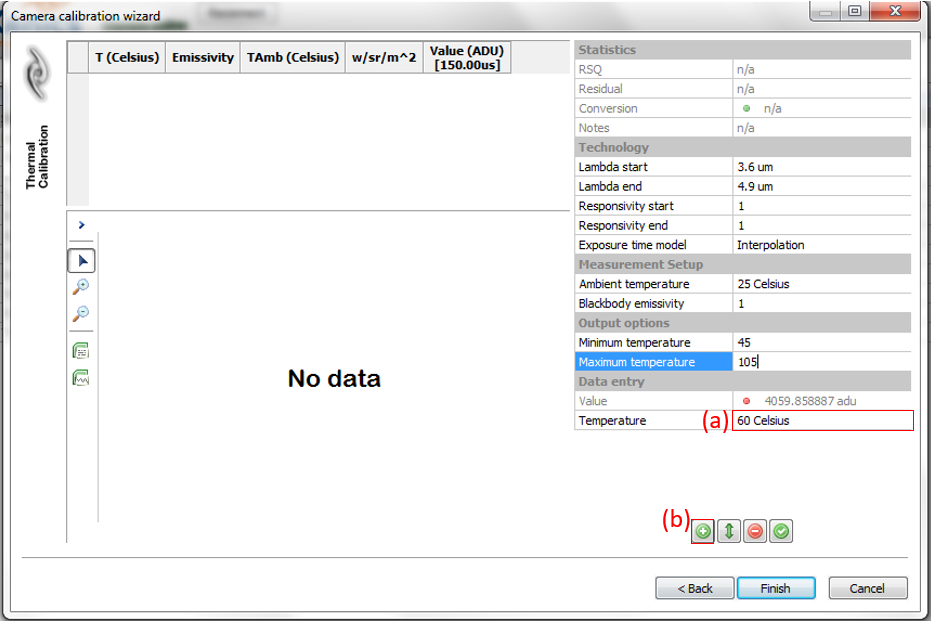 Camera calibration wizard
Thermal
Calibration
T (Celsius) Emissivity TAmb (Celsius) w/sr/m^2 Value (ADU)
[150.00us]
No data
Statistics
RSQ n/a
Residual n/a
Conversion n/a
Notes n/a
Technology
Lambda start 3.6 um
Lambda end 4.9 um
Responsivity start 1
Responsivity end 1
Exposure time model Interpolation
Measurement Setup
Ambient temperature 25 Celsius
Blackbody emissivity 1
Output options
Minimum temperature 45
Maximum temperature 105
Data entry
Value 4059.858887 adu
Temperature (a) 60 Celsius
(b)
< Back Finish Cancel